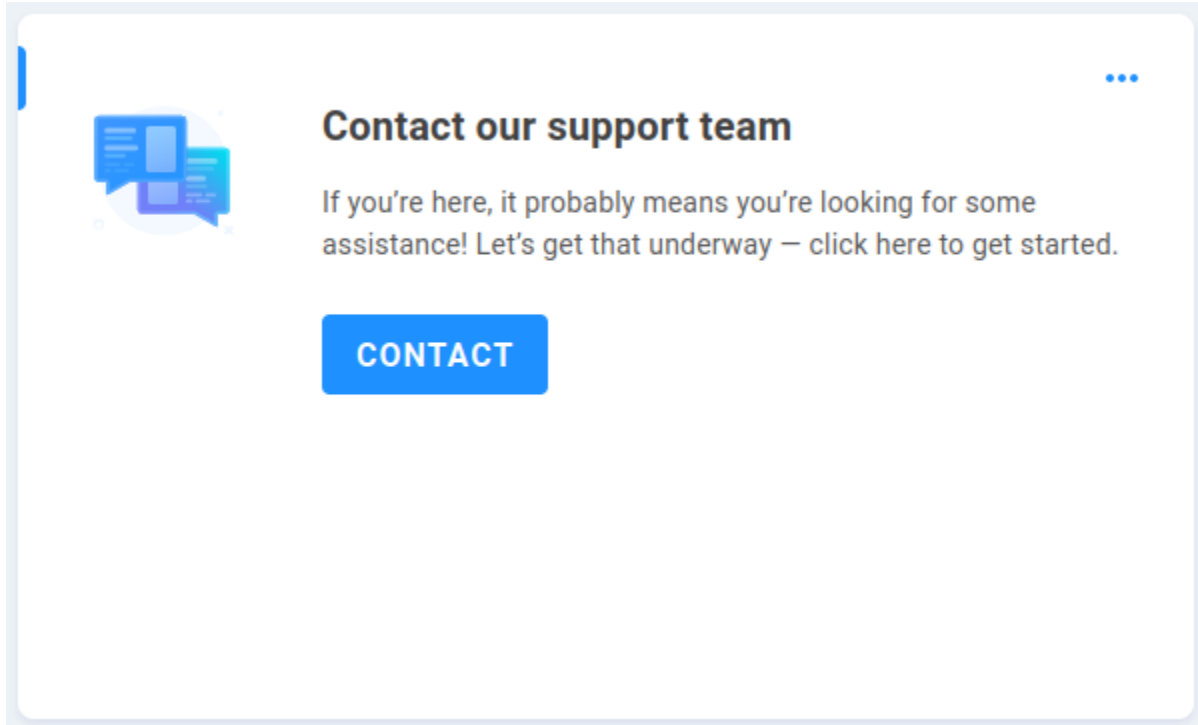 Contact our support team
If you’re here, it probably means you’re looking for some
assistance! Let’s get that underway — click here to get started.
CONTACT